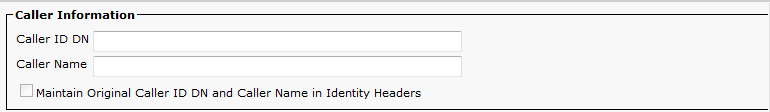 Caller Information
Caller ID DN
Caller Name
Maintain Original Caller ID DN and Caller Name in Identity Headers